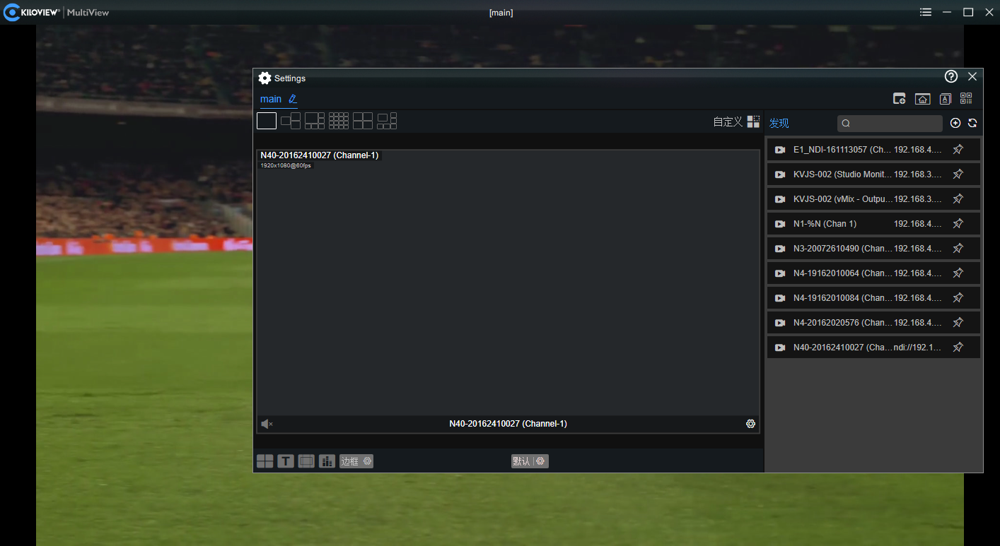 KILOVIEW® MultiView
[main]
Settings
main
自定义
发现
N40-20162410027 (Channel-1)
1920x1080@60fps
E1_NDI-161113057 (Ch... 192.168.4....
KVJS-002 (Studio Monit... 192.168.3....
KVJS-002 (vMix - Outpu... 192.168.3....
N1-%N (Chan 1) 192.168.4....
N3-20072610490 (Chan... 192.168.4....
N4-19162010064 (Chan... 192.168.4....
N4-19162010084 (Chan... 192.168.4....
N4-20162020576 (Chan... 192.168.4....
N40-20162410027 (Cha... ndi://192.1...
N40-20162410027 (Channel-1)
T
边框
默认